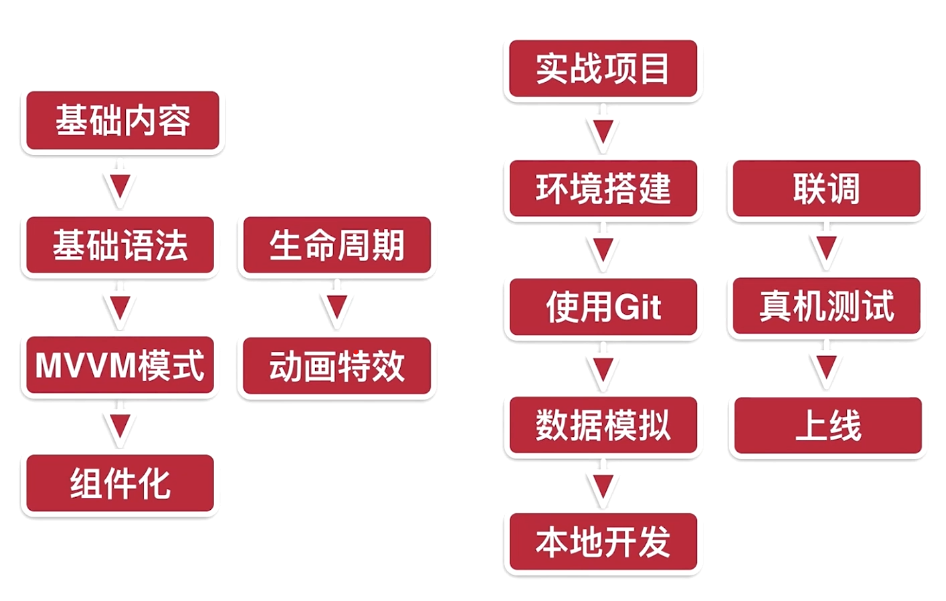 基础内容
基础语法
MVVM模式
组件化
生命周期
动画特效
实战项目
环境搭建
使用Git
数据模拟
本地开发
联调
真机测试
上线